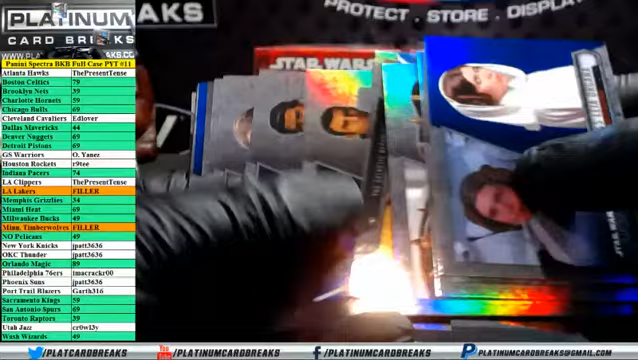 PLATINUM
CARD BREAKS
PROTECT . STORE . DISPLA
STAR WARS
Panini Spectra BKB Full Case PYT #11
Atlanta Hawks ThePresentTense
Boston Celtics 79
Brooklyn Nets 39
Charlotte Hornets 59
Chicago Bulls 69
Cleveland Cavaliers Edlover
Dallas Mavericks 44
Denver Nuggets 69
Detroit Pistons 69
GS Warriors O. Yanez
Houston Rockets r9tee
Indiana Pacers 74
LA Clippers ThePresentTense
LA Lakers FILLER
Memphis Grizzlies 34
Miami Heat 69
Milwaukee Bucks 49
Minn. Timberwolves FILLER
NO Pelicans 49
New York Knicks jpatt3636
OKC Thunder jpatt3636
Orlando Magic 89
Philadelphia 76ers imacrackr00
Phoenix Suns jpatt3636
Port Trail Blazers Garth316
Sacramento Kings 59
San Antonio Spurs 69
Toronto Raptors 39
Utah Jazz cr0wl3y
Wash Wizards 49
@/PLATCARDBREAKS
@/PLATINUMCARDBREAKS
@/PLATINUMCARDBREAKS
PLATINUMCARDBREAKS@GMAIL.COM